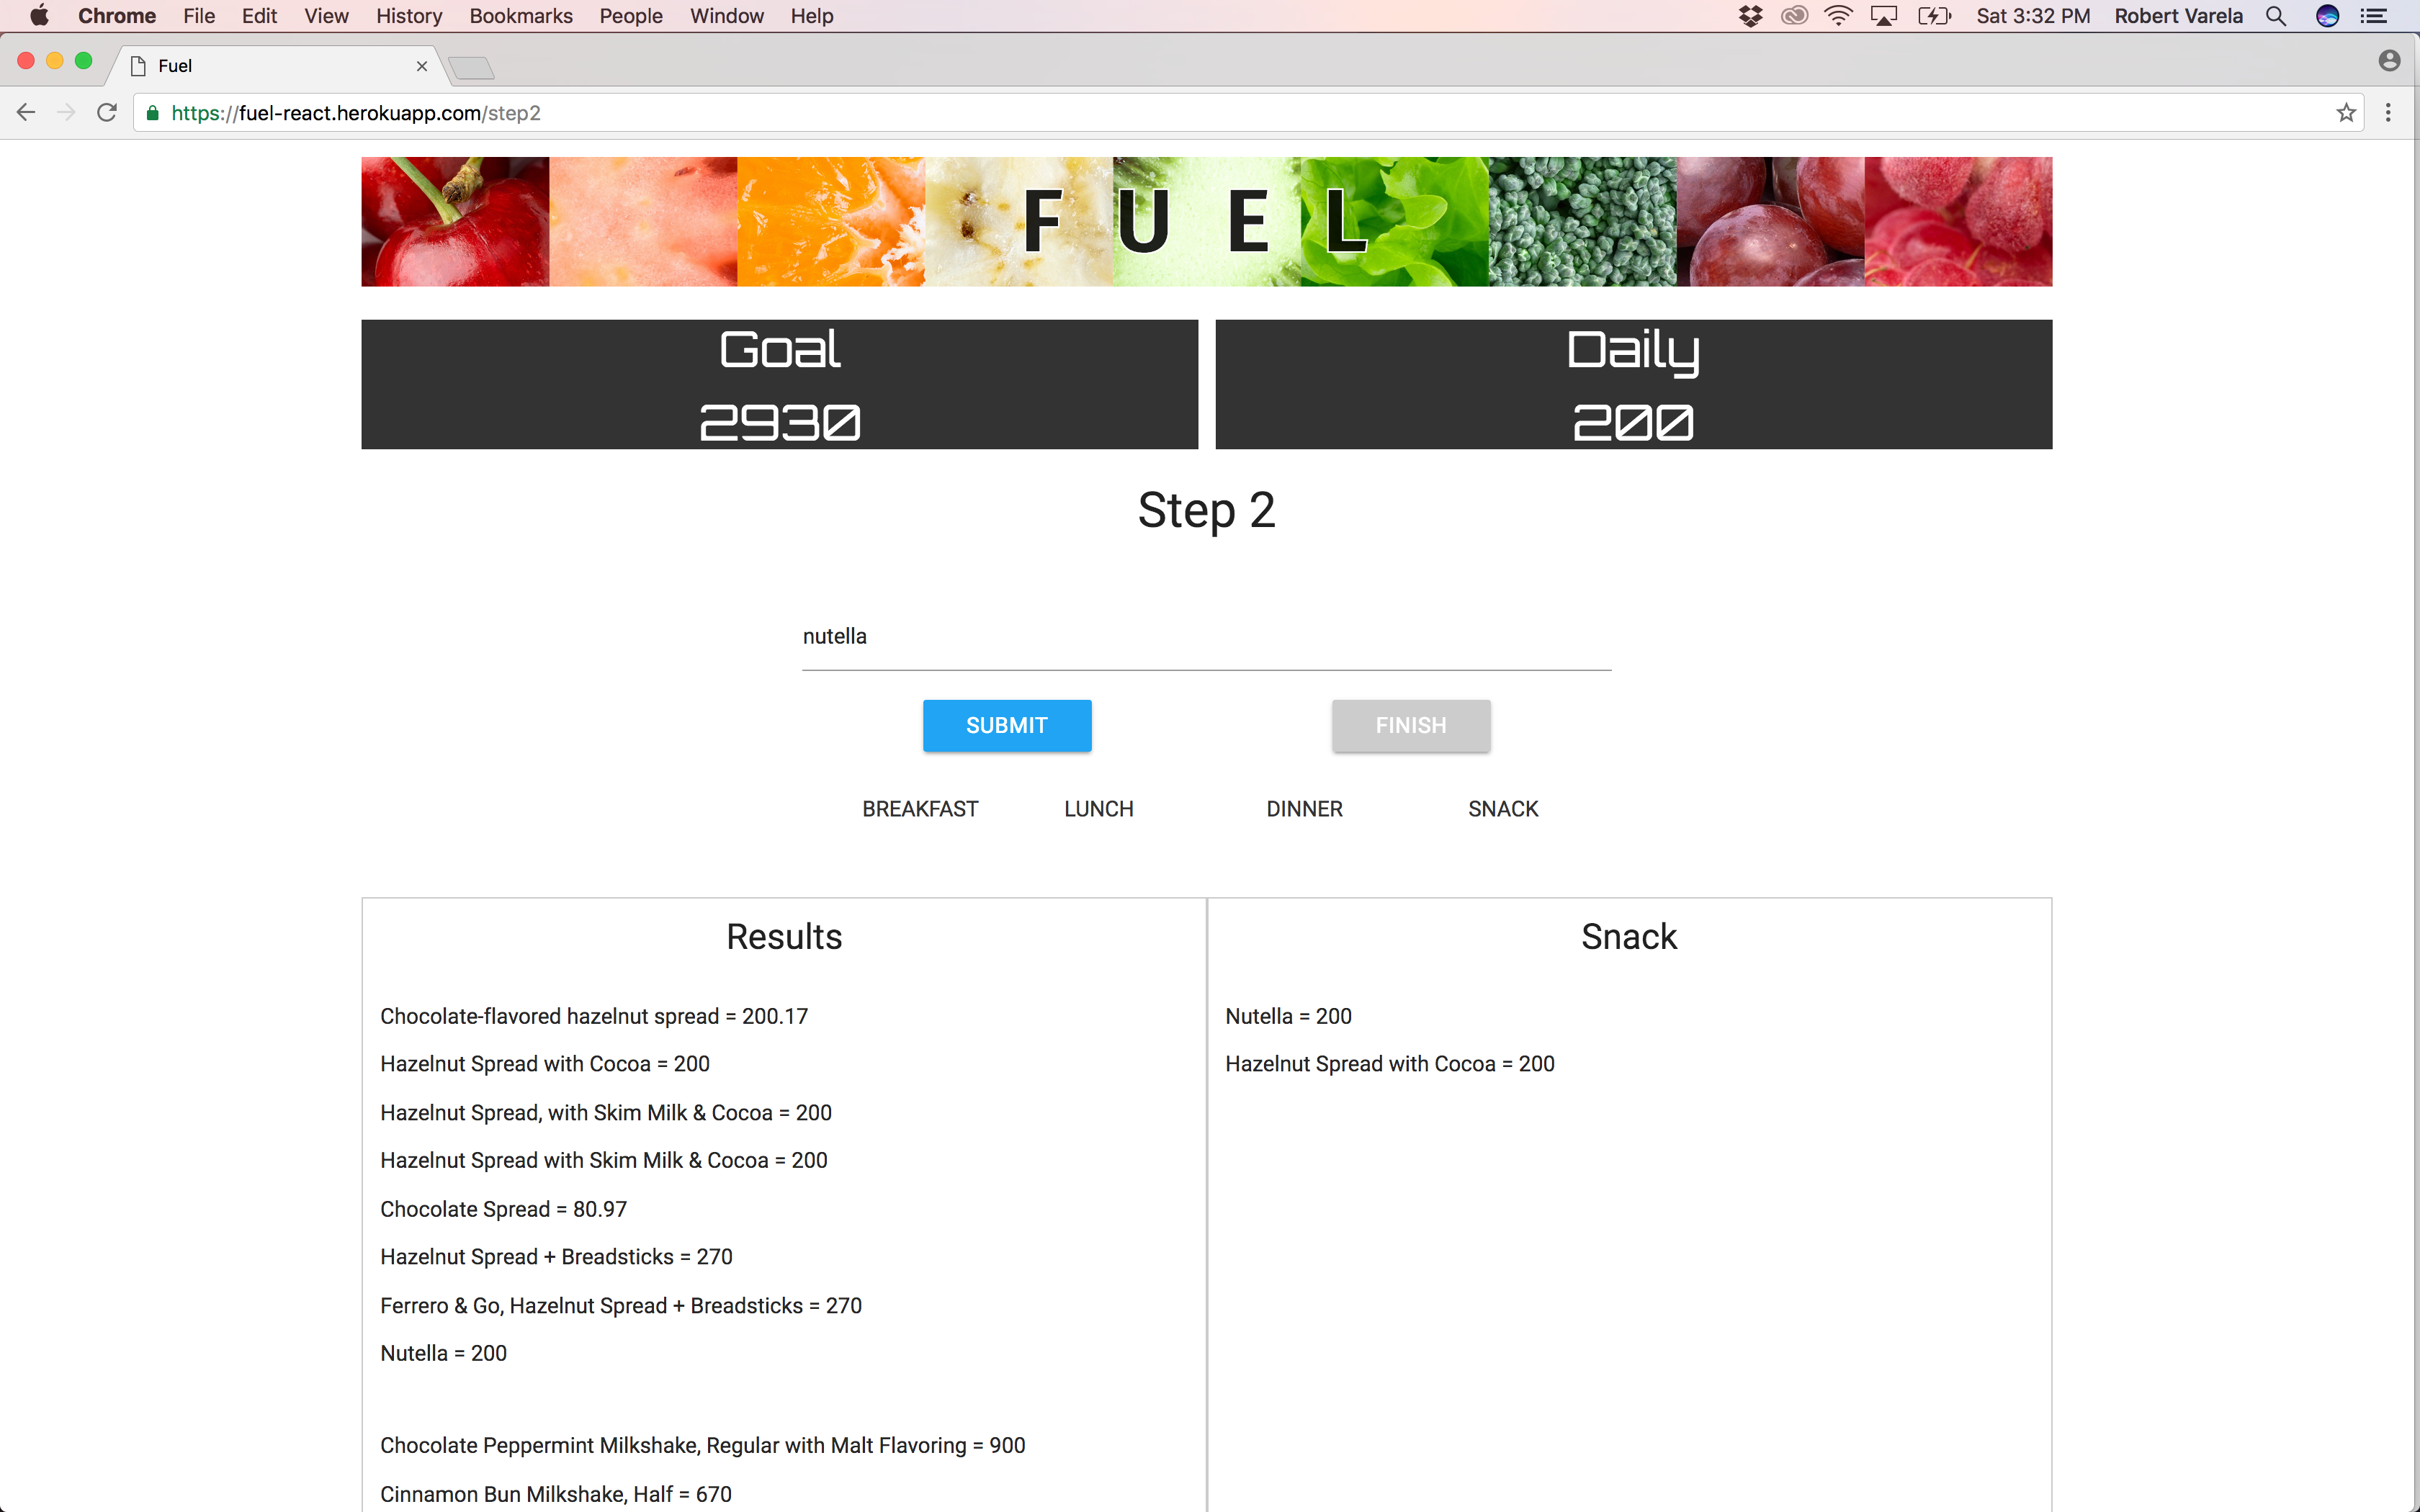 Chrome File Edit View History Bookmarks People Window Help Sat 3:32 PM Robert Varela
Fuel
https://fuel-react.herokuapp.com/step2
F U E L
Goal
2930
Daily
200
Step 2
nutella
SUBMIT FINISH
BREAKFAST LUNCH DINNER SNACK
Results
Chocolate-flavored hazelnut spread = 200.17
Hazelnut Spread with Cocoa = 200
Hazelnut Spread, with Skim Milk & Cocoa = 200
Hazelnut Spread with Skim Milk & Cocoa = 200
Chocolate Spread = 80.97
Hazelnut Spread + Breadsticks = 270
Ferrero & Go, Hazelnut Spread + Breadsticks = 270
Nutella = 200
Chocolate Peppermint Milkshake, Regular with Malt Flavoring = 900
Cinnamon Bun Milkshake, Half = 670
Snack
Nutella = 200
Hazelnut Spread with Cocoa = 200